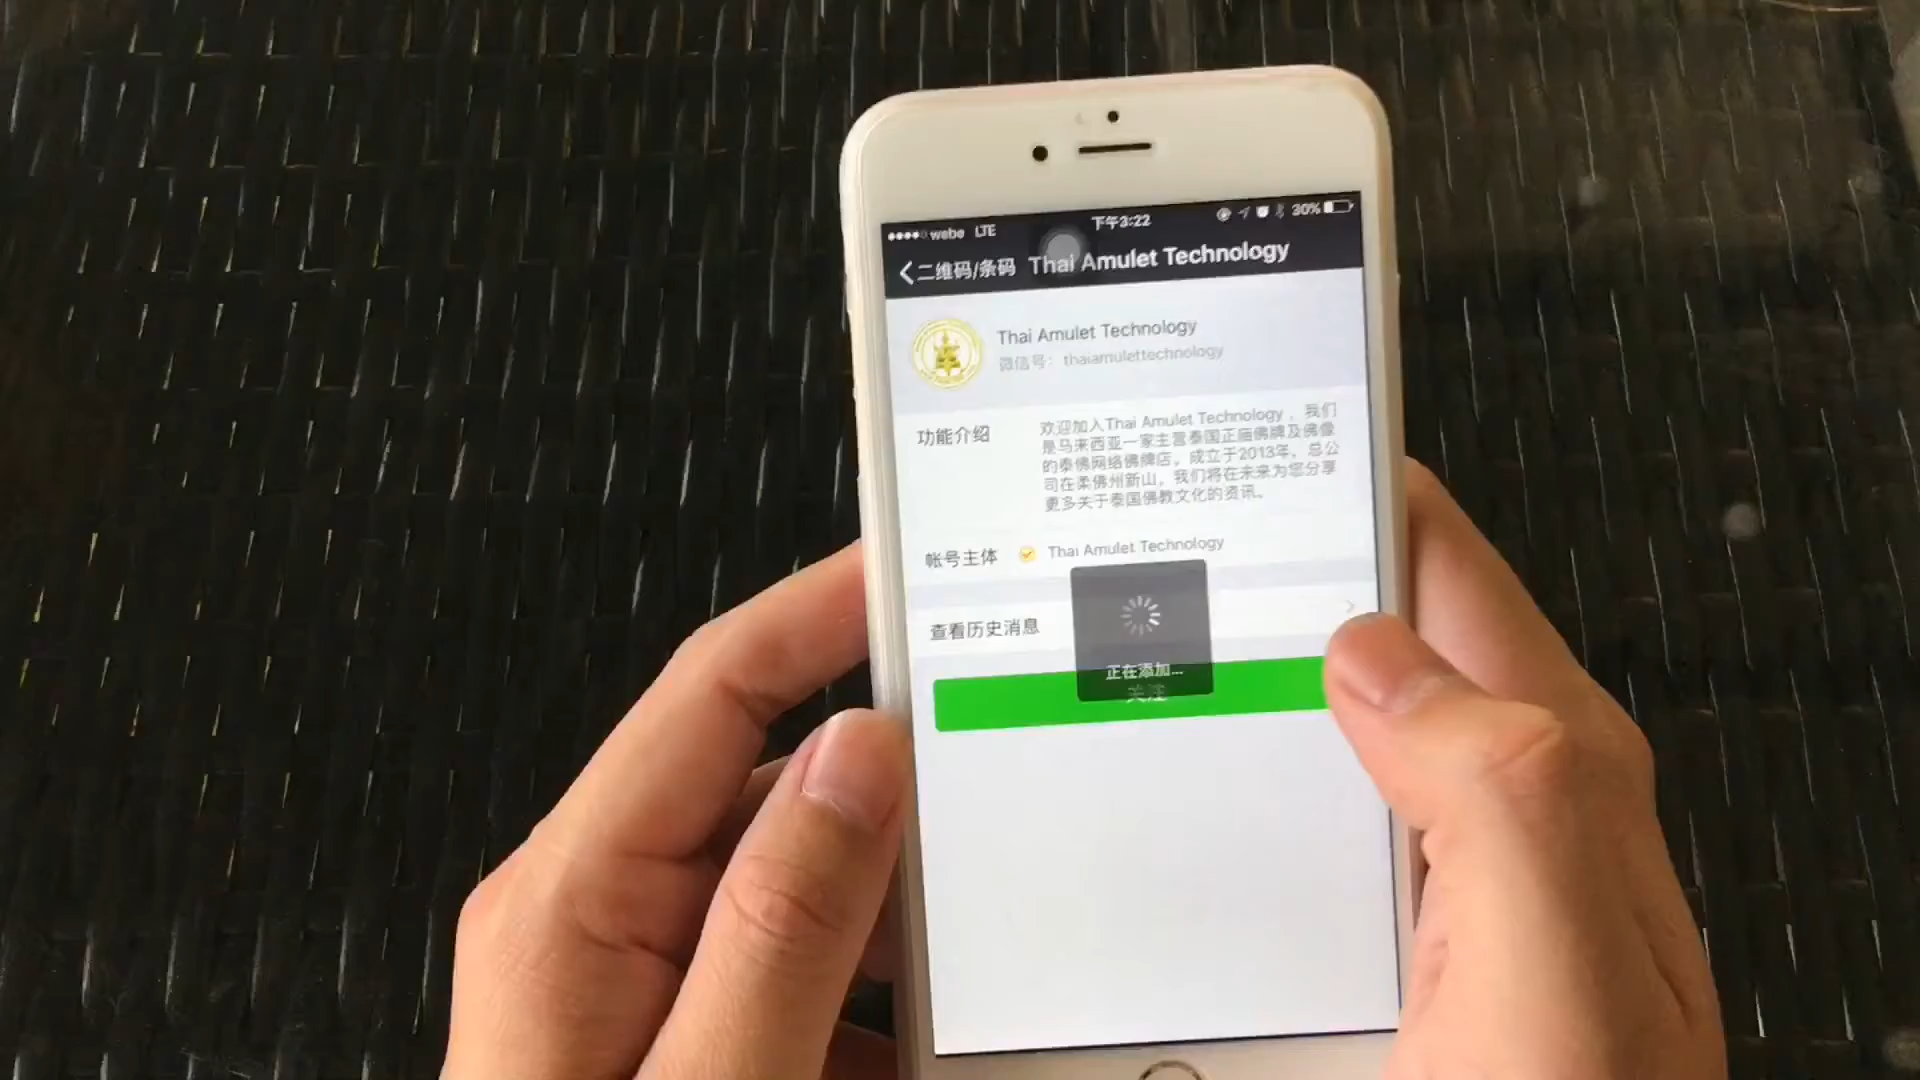 webe LTE 下午3:22 30%
二维码/条码 Thai Amulet Technology
Thai Amulet Technology
微信号: thaiamulettechnology
功能介绍
欢迎加入Thai Amulet Technology，我们
是马来西亚一家主营泰国正庙佛牌及佛像
的泰佛网络佛牌店，成立于2013年，总公
司在柔佛州新山，我们将在未来为您分享
更多关于泰国佛教文化的资讯。
帐号主体 Thai Amulet Technology
查看历史消息
正在添加...
关注